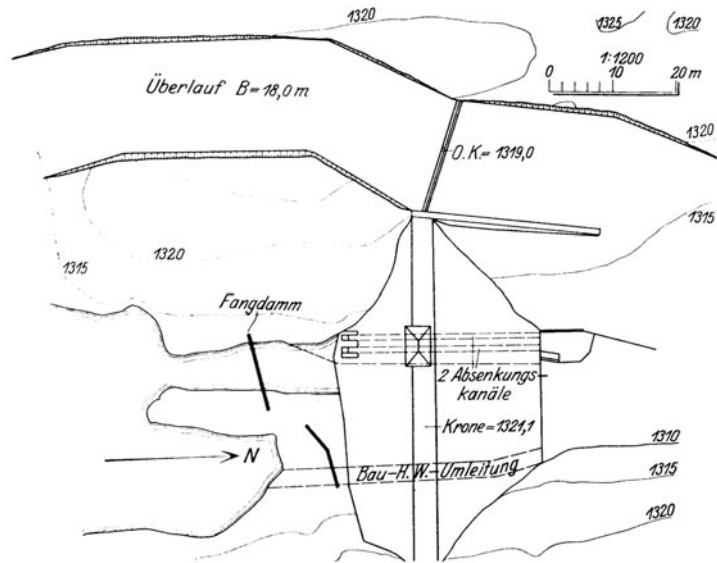 1320
1325
1320
1:1200
0 10 20 m
Überlauf B=18,0 m
O.K.=1319,0
1320
1315
1315
1320
Fangdamm
2 Absenkungs
kanäle
Krone=1321,1
N
Bau-H.W.-Umleitung
1310
1315
1320